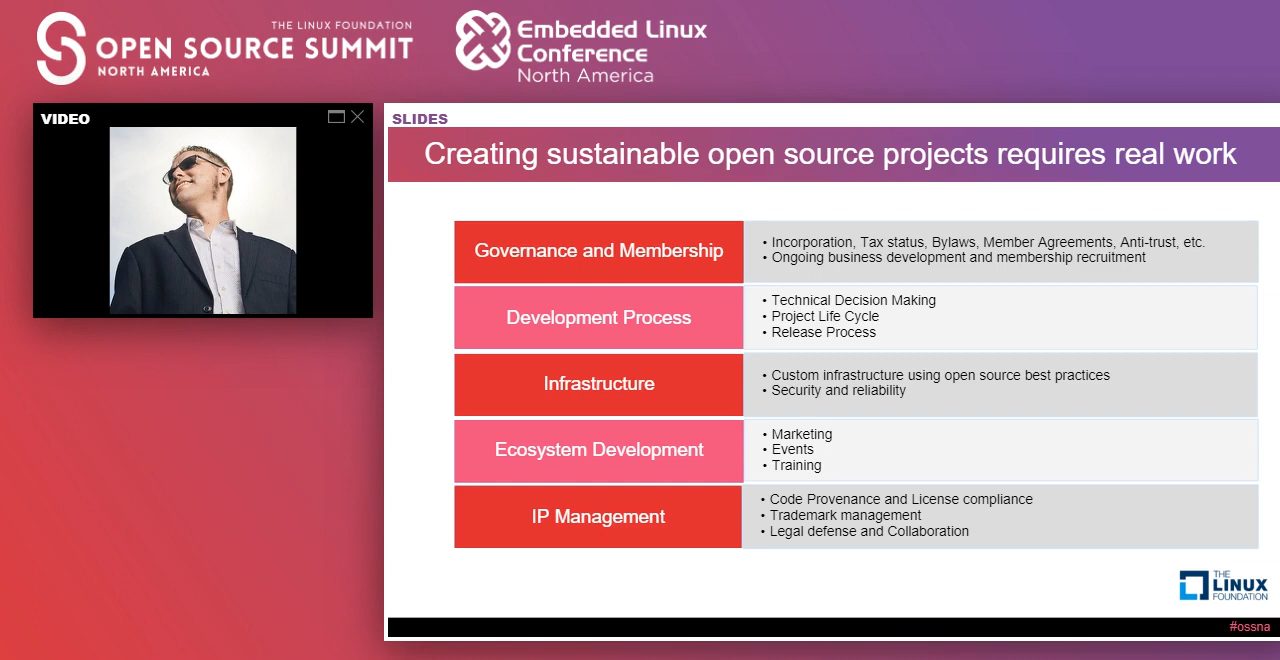 THE LINUX FOUNDATION
OPEN SOURCE SUMMIT
NORTH AMERICA
Embedded Linux
Conference
North America
VIDEO
SLIDES
Creating sustainable open source projects requires real work
Governance and Membership
• Incorporation, Tax status, Bylaws, Member Agreements, Anti-trust, etc.
• Ongoing business development and membership recruitment
Development Process
• Technical Decision Making
• Project Life Cycle
• Release Process
Infrastructure
• Custom infrastructure using open source best practices
• Security and reliability
Ecosystem Development
• Marketing
• Events
• Training
IP Management
• Code Provenance and License compliance
• Trademark management
• Legal defense and Collaboration
THE
LINUX
FOUNDATION
#ossna